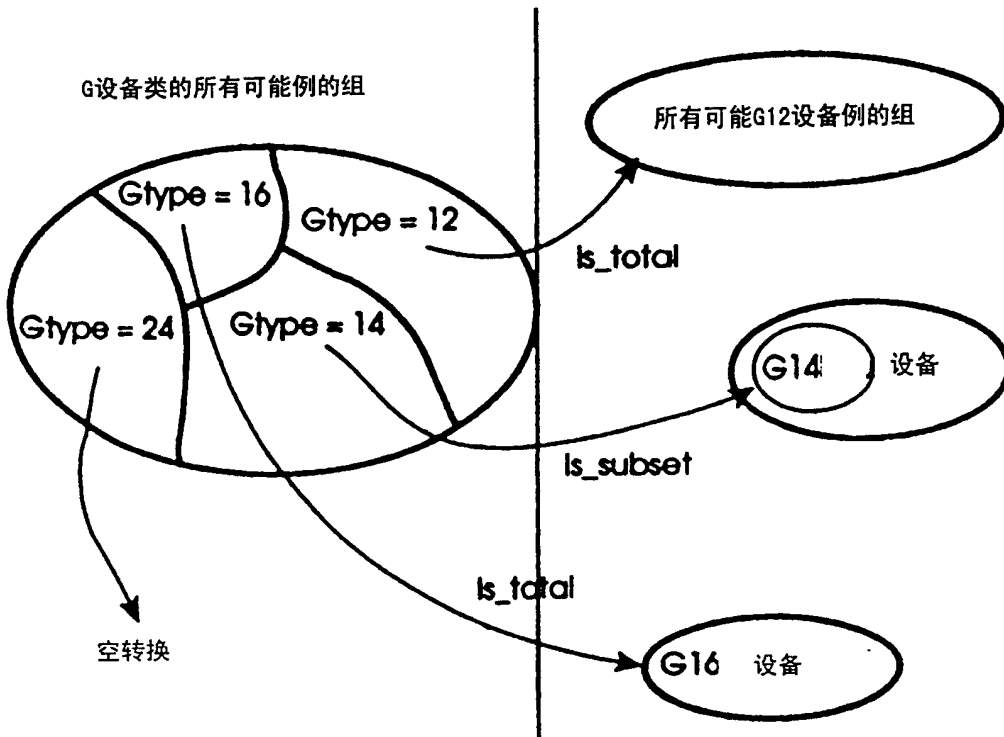 G设备类的所有可能例的组
所有可能G12设备例的组
Gtype = 16
Gtype = 12
Is_total
Gtype = 24
Gtype = 14
G14 设备
Is_subset
Is_total
空转换
G16 设备